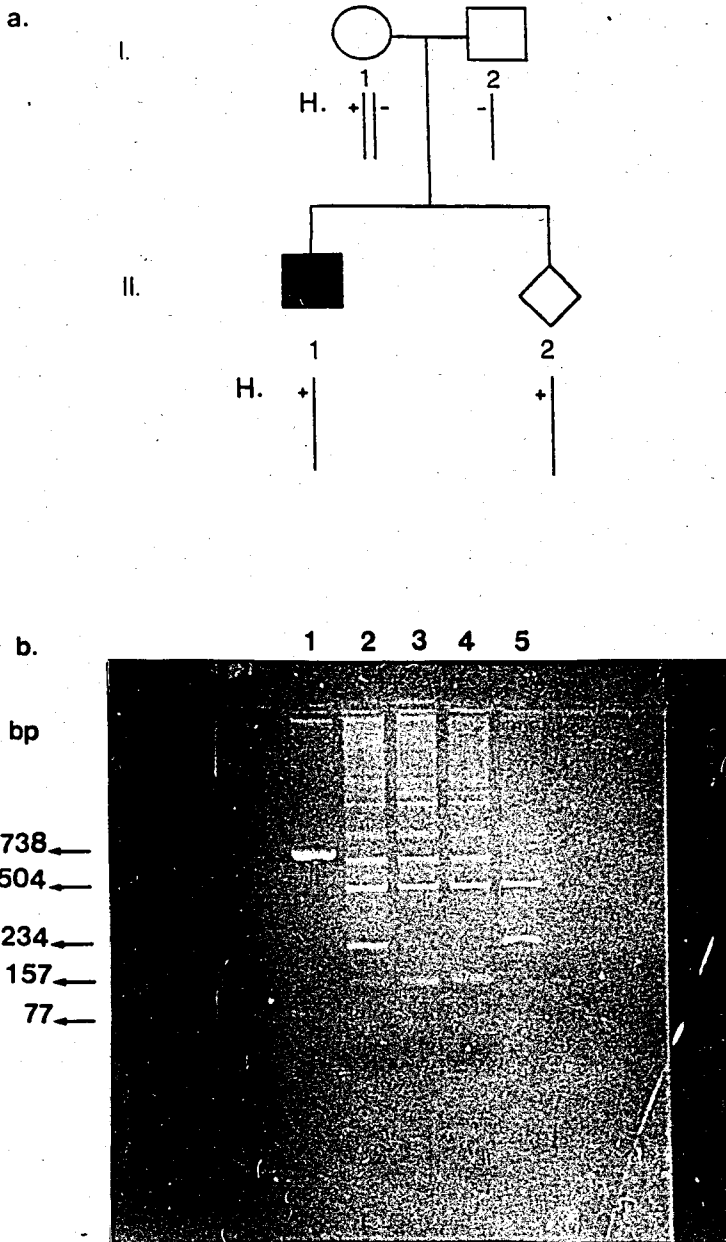 a.
I.
1 2
H. + - -
II.
1 2
H. + +
b.
1 2 3 4 5
bp
738
504
234
157
77